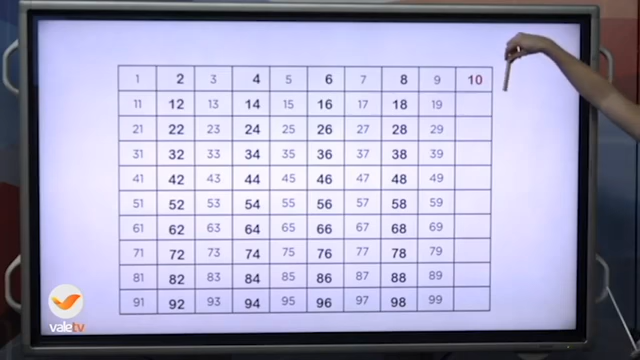 1 2 3 4 5 6 7 8 9 10
11 12 13 14 15 16 17 18 19
21 22 23 24 25 26 27 28 29
31 32 33 34 35 36 37 38 39
41 42 43 44 45 46 47 48 49
51 52 53 54 55 56 57 58 59
61 62 63 64 65 66 67 68 69
71 72 73 74 75 76 77 78 79
81 82 83 84 85 86 87 88 89
91 92 93 94 95 96 97 98 99
valetv